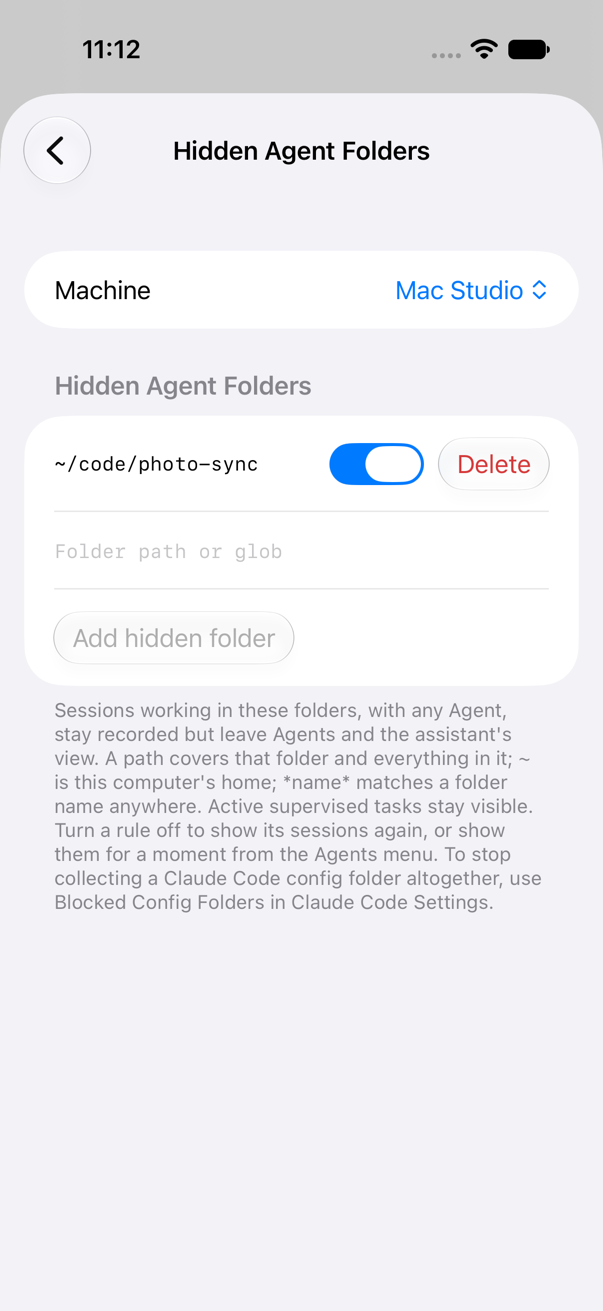 11:12
Hidden Agent Folders
Machine
Mac Studio
Hidden Agent Folders
~/code/photo-sync
Delete
Folder path or glob
Add hidden folder
Sessions working in these folders, with any Agent,
stay recorded but leave Agents and the assistant's
view. A path covers that folder and everything in it; ~
is this computer's home; *name* matches a folder
name anywhere. Active supervised tasks stay visible.
Turn a rule off to show its sessions again, or show
them for a moment from the Agents menu. To stop
collecting a Claude Code config folder altogether, use
Blocked Config Folders in Claude Code Settings.